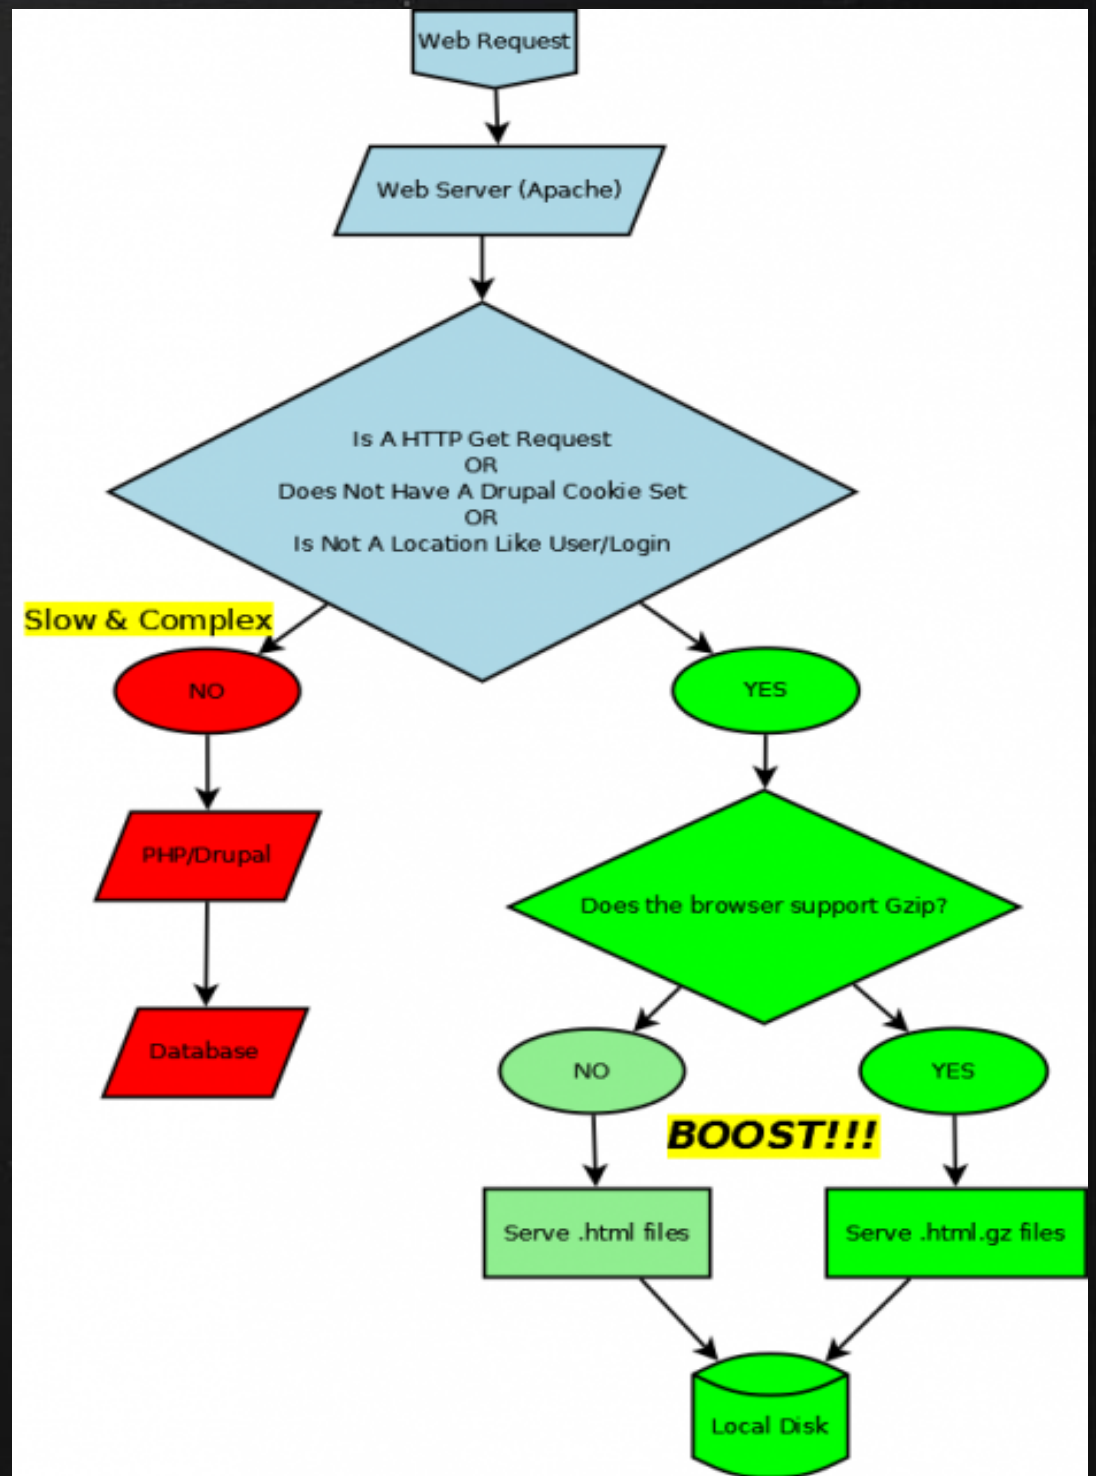 Web Request
Web Server (Apache)
Is A HTTP Get Request
OR
Does Not Have A Drupal Cookie Set
OR
Is Not A Location Like User/Login
Slow & Complex
NO
YES
PHP/Drupal
Does the browser support Gzip?
Database
NO
YES
BOOST!!!
Serve .html files
Serve .html.gz files
Local Disk